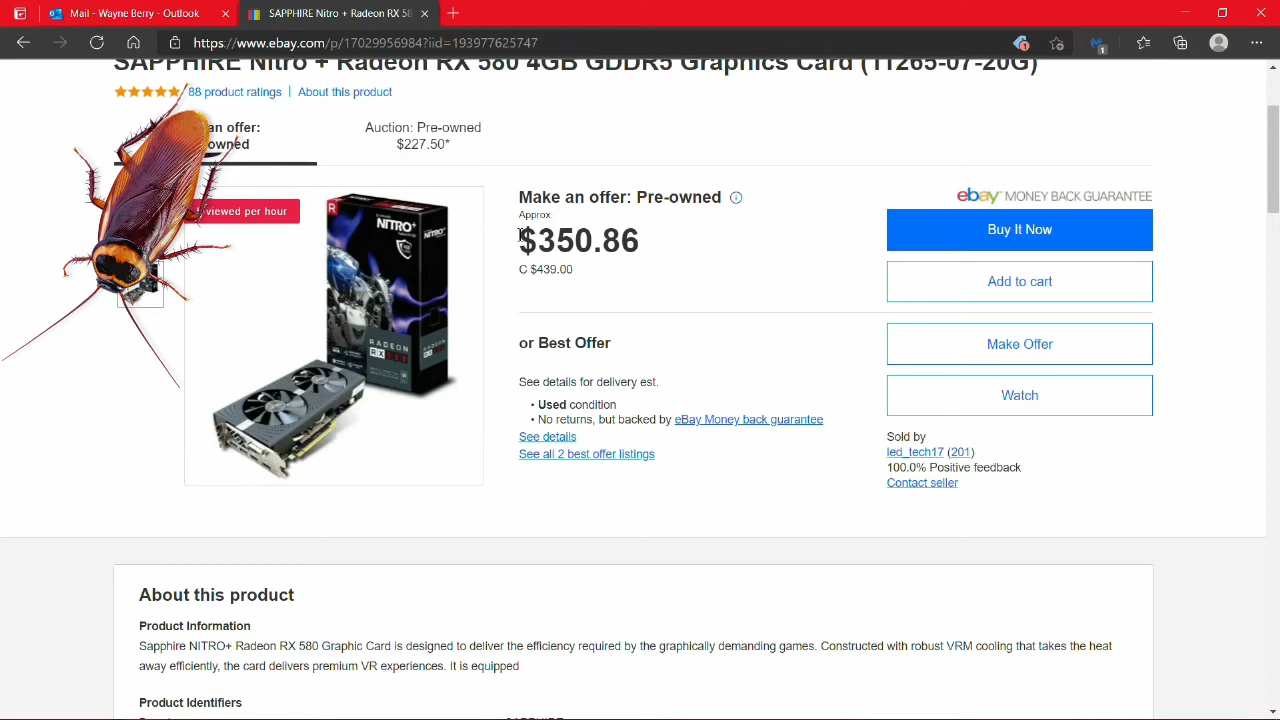 Mail - Wayne Berry - Outlook
SAPPHIRE Nitro + Radeon RX 58
https://www.ebay.com/p/17029956984?iid=193977625747
1
1
SAPPHIRE Nitro + Radeon RX 580 4GB GDDR5 Graphics Card (11265-07-20G)
88 product ratings
About this product
an offer:
owned
Auction: Pre-owned
$227.50*
viewed per hour
NITRO+
NITRO+
RADEON
RX
Make an offer: Pre-owned
Approx.
$350.86
C $439.00
or Best Offer
See details for delivery est.
• Used condition
• No returns, but backed by eBay Money back guarantee
See details
See all 2 best offer listings
ebay MONEY BACK GUARANTEE
Buy It Now
Add to cart
Make Offer
Watch
Sold by
led_tech17 (201)
100.0% Positive feedback
Contact seller
About this product
Product Information
Sapphire NITRO+ Radeon RX 580 Graphic Card is designed to deliver the efficiency required by the graphically demanding games. Constructed with robust VRM cooling that takes the heat
away efficiently, the card delivers premium VR experiences. It is equipped
Product Identifiers